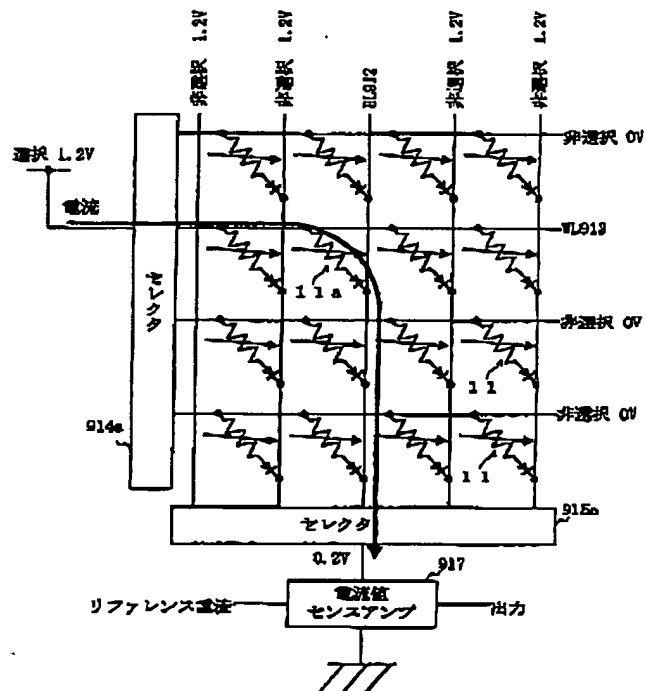 非選択 1.2V
非選択 1.2V
BL912
非選択 1.2V
非選択 1.2V
選択 1.2V
非選択 0V
電流
WL913
11a
セレクタ
非選択 0V
11
914a
非選択 0V
11
セレクタ
915a
0.2V
917
リファレンス電流
電流値
センスアンプ
出力